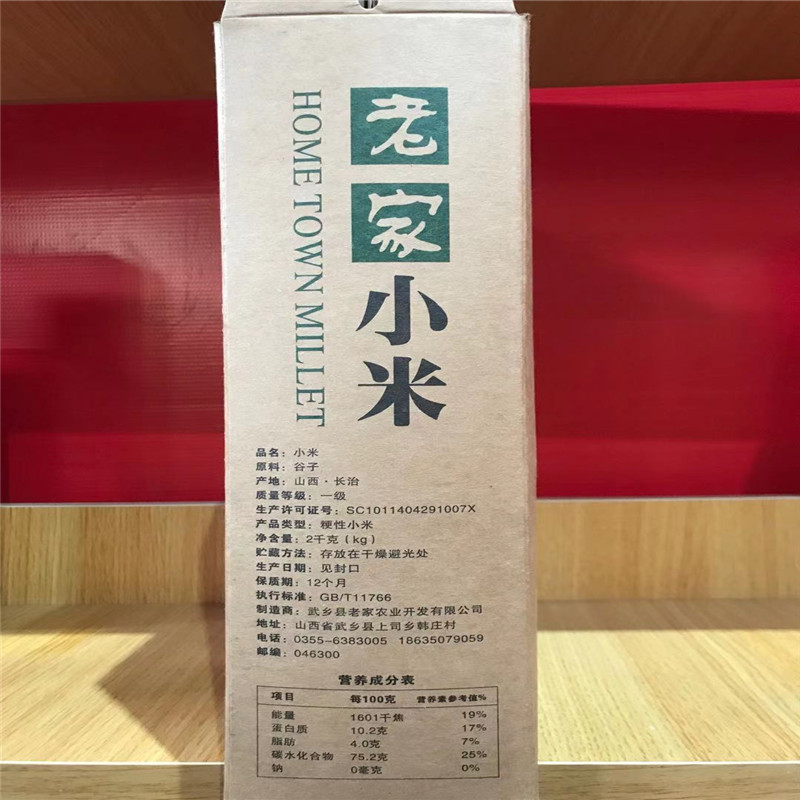 老家小米
HOME TOWN MILLET
品名：小米
原料：谷子
产地：山西·长治
质量等级：一级
生产许可证号：SC1011404291007X
产品类型：粳性小米
净含量：2千克（kg）
贮藏方法：存放在干燥避光处
生产日期：见封口
保质期：12个月
执行标准：GB/T11766
制造商：武乡县老家农业开发有限公司
地址：山西省武乡县上司乡韩庄村
电话：0355-6383005 18635079059
邮编：046300
营养成分表
项目 每100克 营养素参考值%
能量 1601千焦 19%
蛋白质 10.2克 17%
脂肪 4.0克 7%
碳水化合物 75.2克 25%
钠 0毫克 0%